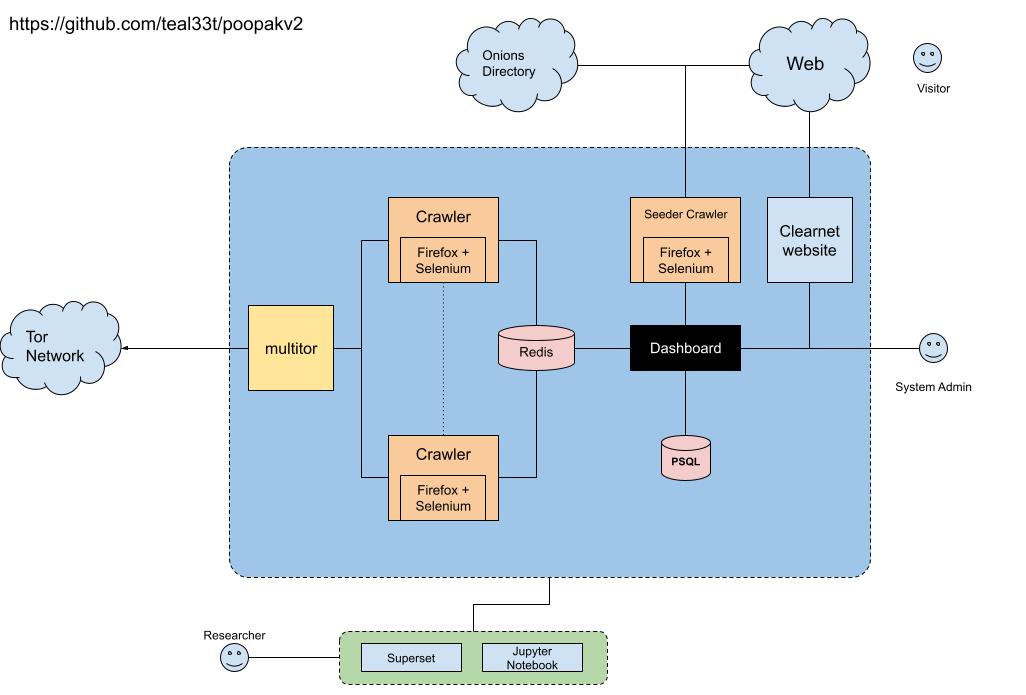 https://github.com/teal33t/poopakv2
Onions
Directory
Web
Visitor
Crawler
Firefox +
Selenium
Seeder Crawler
Firefox +
Selenium
Clearnet
website
Tor
Network
multitor
Redis
Dashboard
System Admin
Crawler
Firefox +
Selenium
PSQL
Researcher
Superset
Jupyter
Notebook